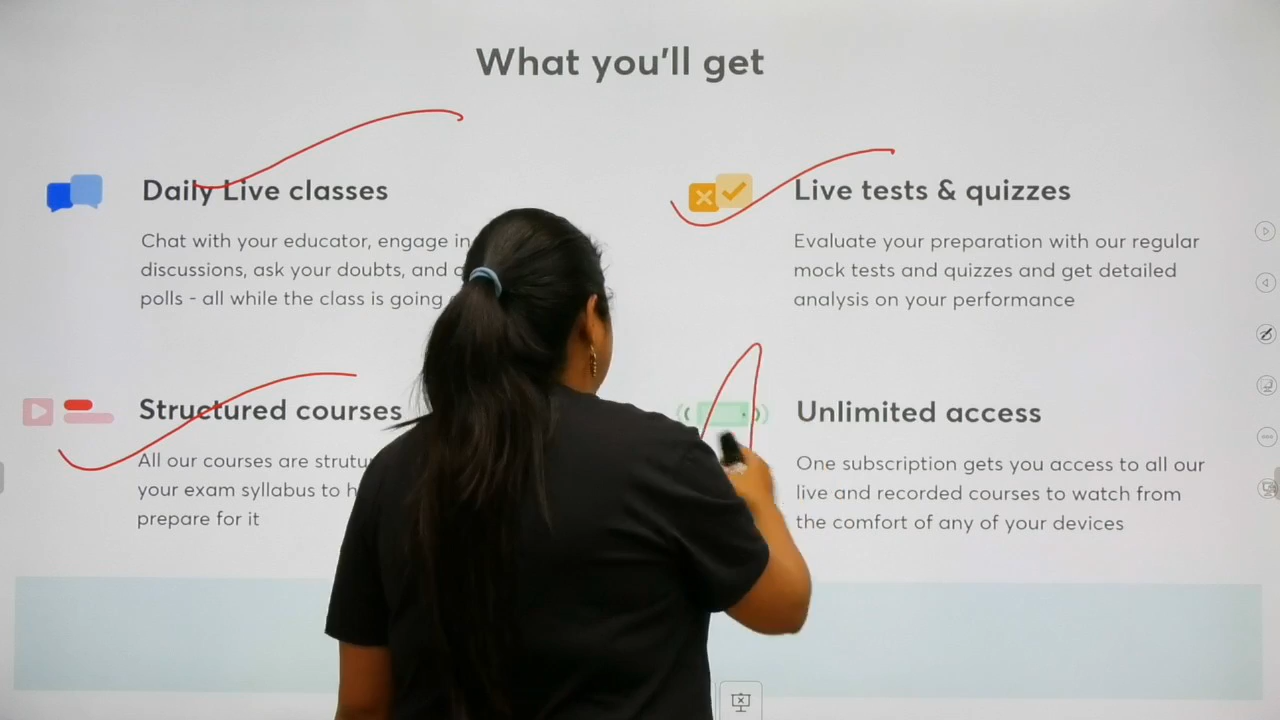 What you'll get
Daily Live classes
Chat with your educator, engage in
discussions, ask your doubts, and
polls - all while the class is going
Live tests & quizzes
Evaluate your preparation with our regular
mock tests and quizzes and get detailed
analysis on your performance
Structured courses
All our courses are
your exam syllabus to
prepare for it
Unlimited access
One subscription gets you access to all our
live and recorded courses to watch from
the comfort of any of your devices